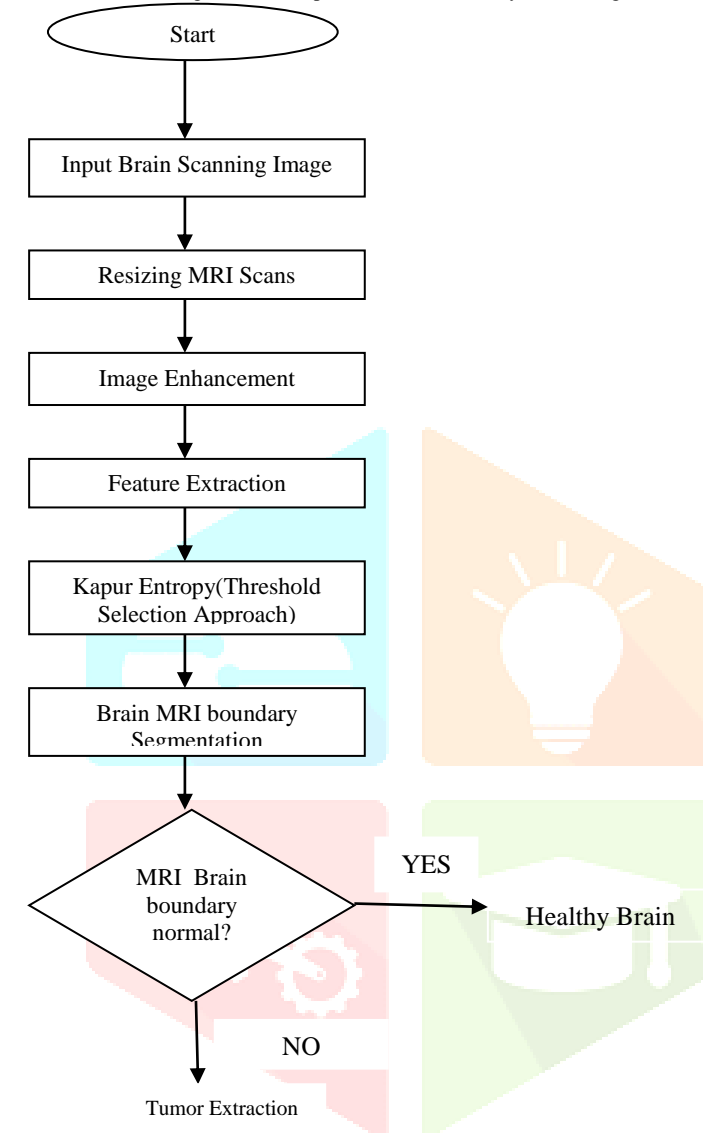 Start
Input Brain Scanning Image
Resizing MRI Scans
Image Enhancement
Feature Extraction
Kapur Entropy(Threshold
Selection Approach)
Brain MRI boundary
Segmentation
MRI Brain
boundary
normal?
YES
Healthy Brain
NO
Tumor Extraction